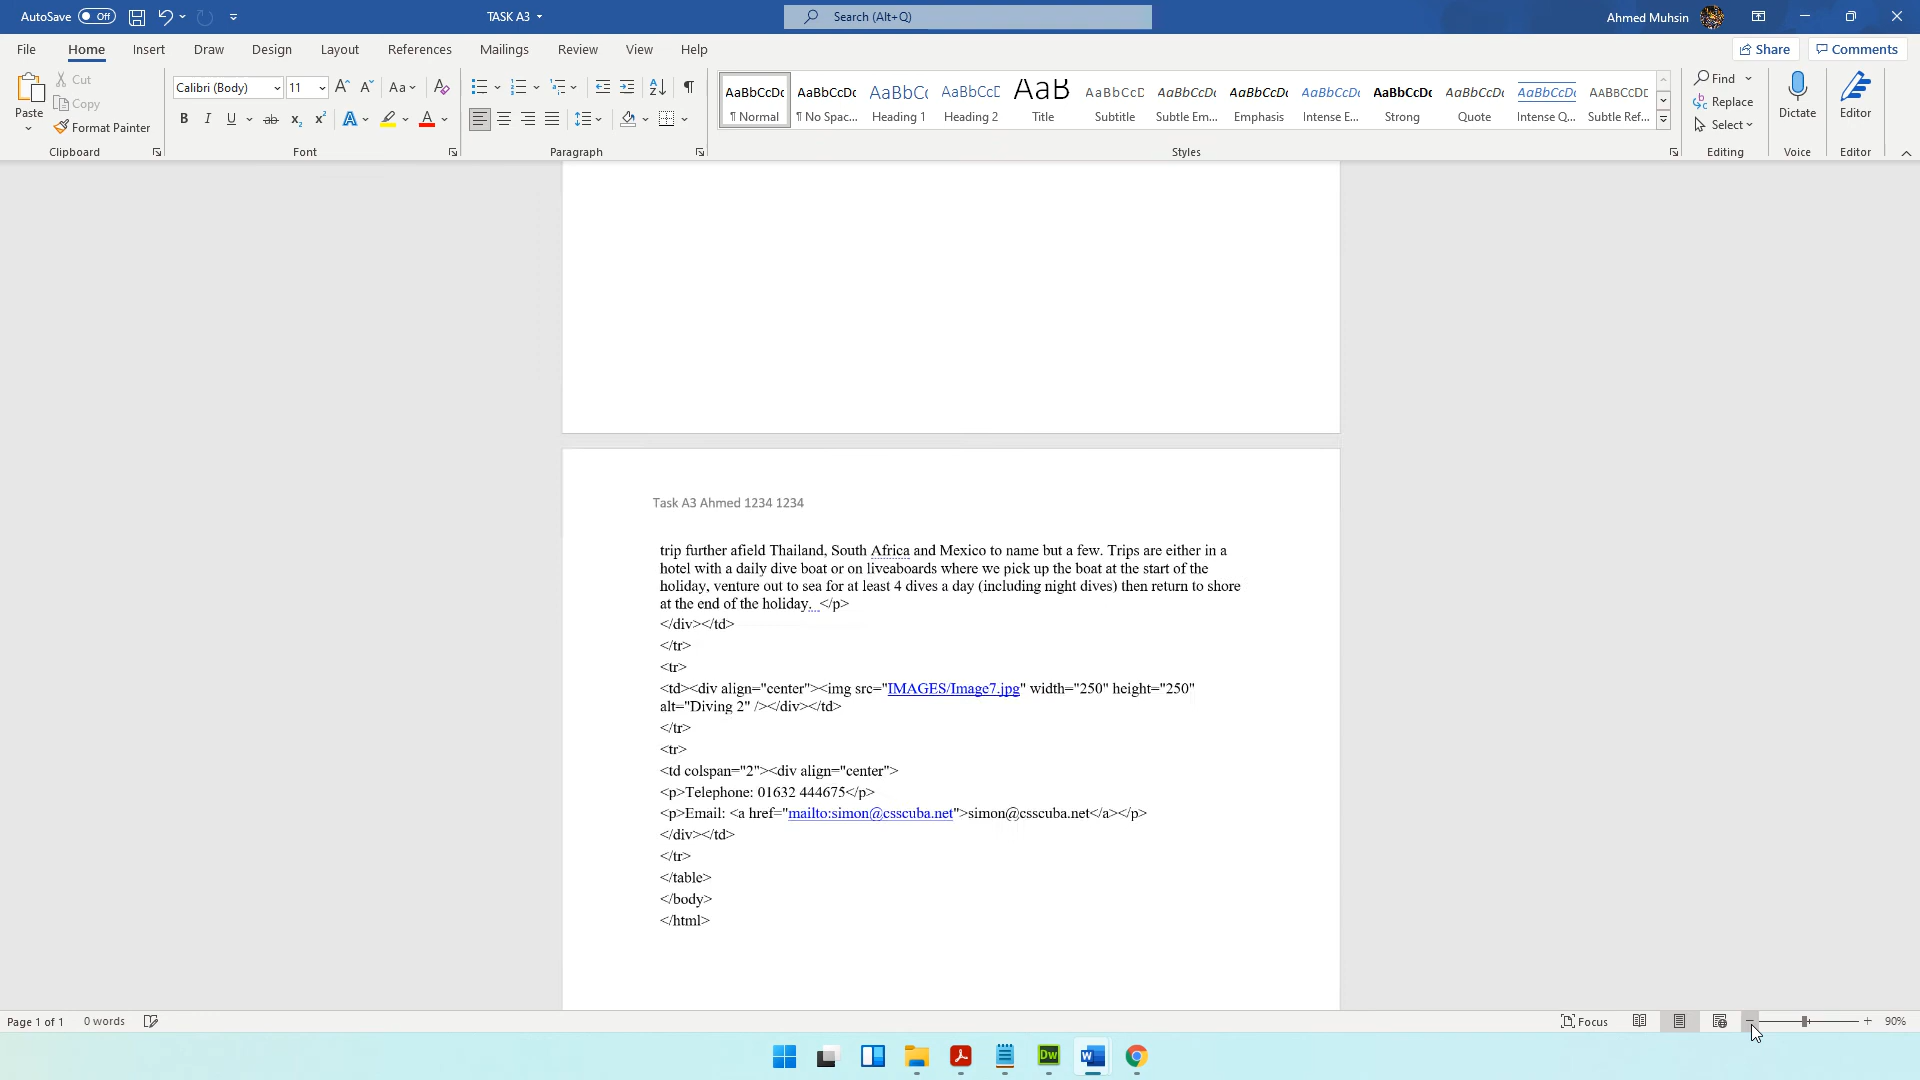 AutoSave Off TASK A3 Search (Alt+Q) Ahmed Muhsin
File Home Insert Draw Design Layout References Mailings Review View Help Share Comments
Paste Cut Copy Format Painter
Calibri (Body) 11
AaBbCcDc AaBbCcDc AaBbC( AaBbCcE AaB AaBbCcD AaBbCcDc AaBbCcDc AaBbCcDc AaBbCcDc AaBbCcDc AaBbCcDc AABBCCDE
¶ Normal ¶ No Spac... Heading 1 Heading 2 Title Subtitle Subtle Em... Emphasis Intense E... Strong Quote Intense Q... Subtle Ref...
Find Replace Select Dictate Editor
Clipboard Font Paragraph Styles Editing Voice Editor
Task A3 Ahmed 1234 1234
trip further afield Thailand, South Africa and Mexico to name but a few. Trips are either in a
hotel with a daily dive boat or on liveaboards where we pick up the boat at the start of the
holiday, venture out to sea for at least 4 dives a day (including night dives) then return to shore
at the end of the holiday.  </p>
</div></td>
</tr>
<tr>
<td><div align="center"><img src="IMAGES/Image7.jpg" width="250" height="250"
alt="Diving 2" /></div></td>
</tr>
<tr>
<td colspan="2"><div align="center">
<p>Telephone: 01632 444675</p>
<p>Email: <a href="mailto:simon@csscuba.net">simon@csscuba.net</a></p>
</div></td>
</tr>
</table>
</body>
</html>
Page 1 of 1 0 words Focus 90%